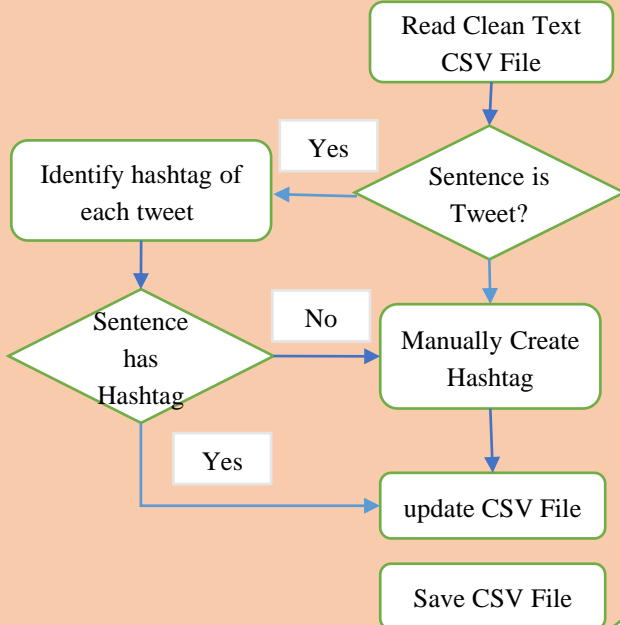 Read Clean Text
CSV File
Yes
Sentence is
Tweet?
Identify hashtag of
each tweet
Sentence
has
Hashtag
No
Manually Create
Hashtag
Yes
update CSV File
Save CSV File